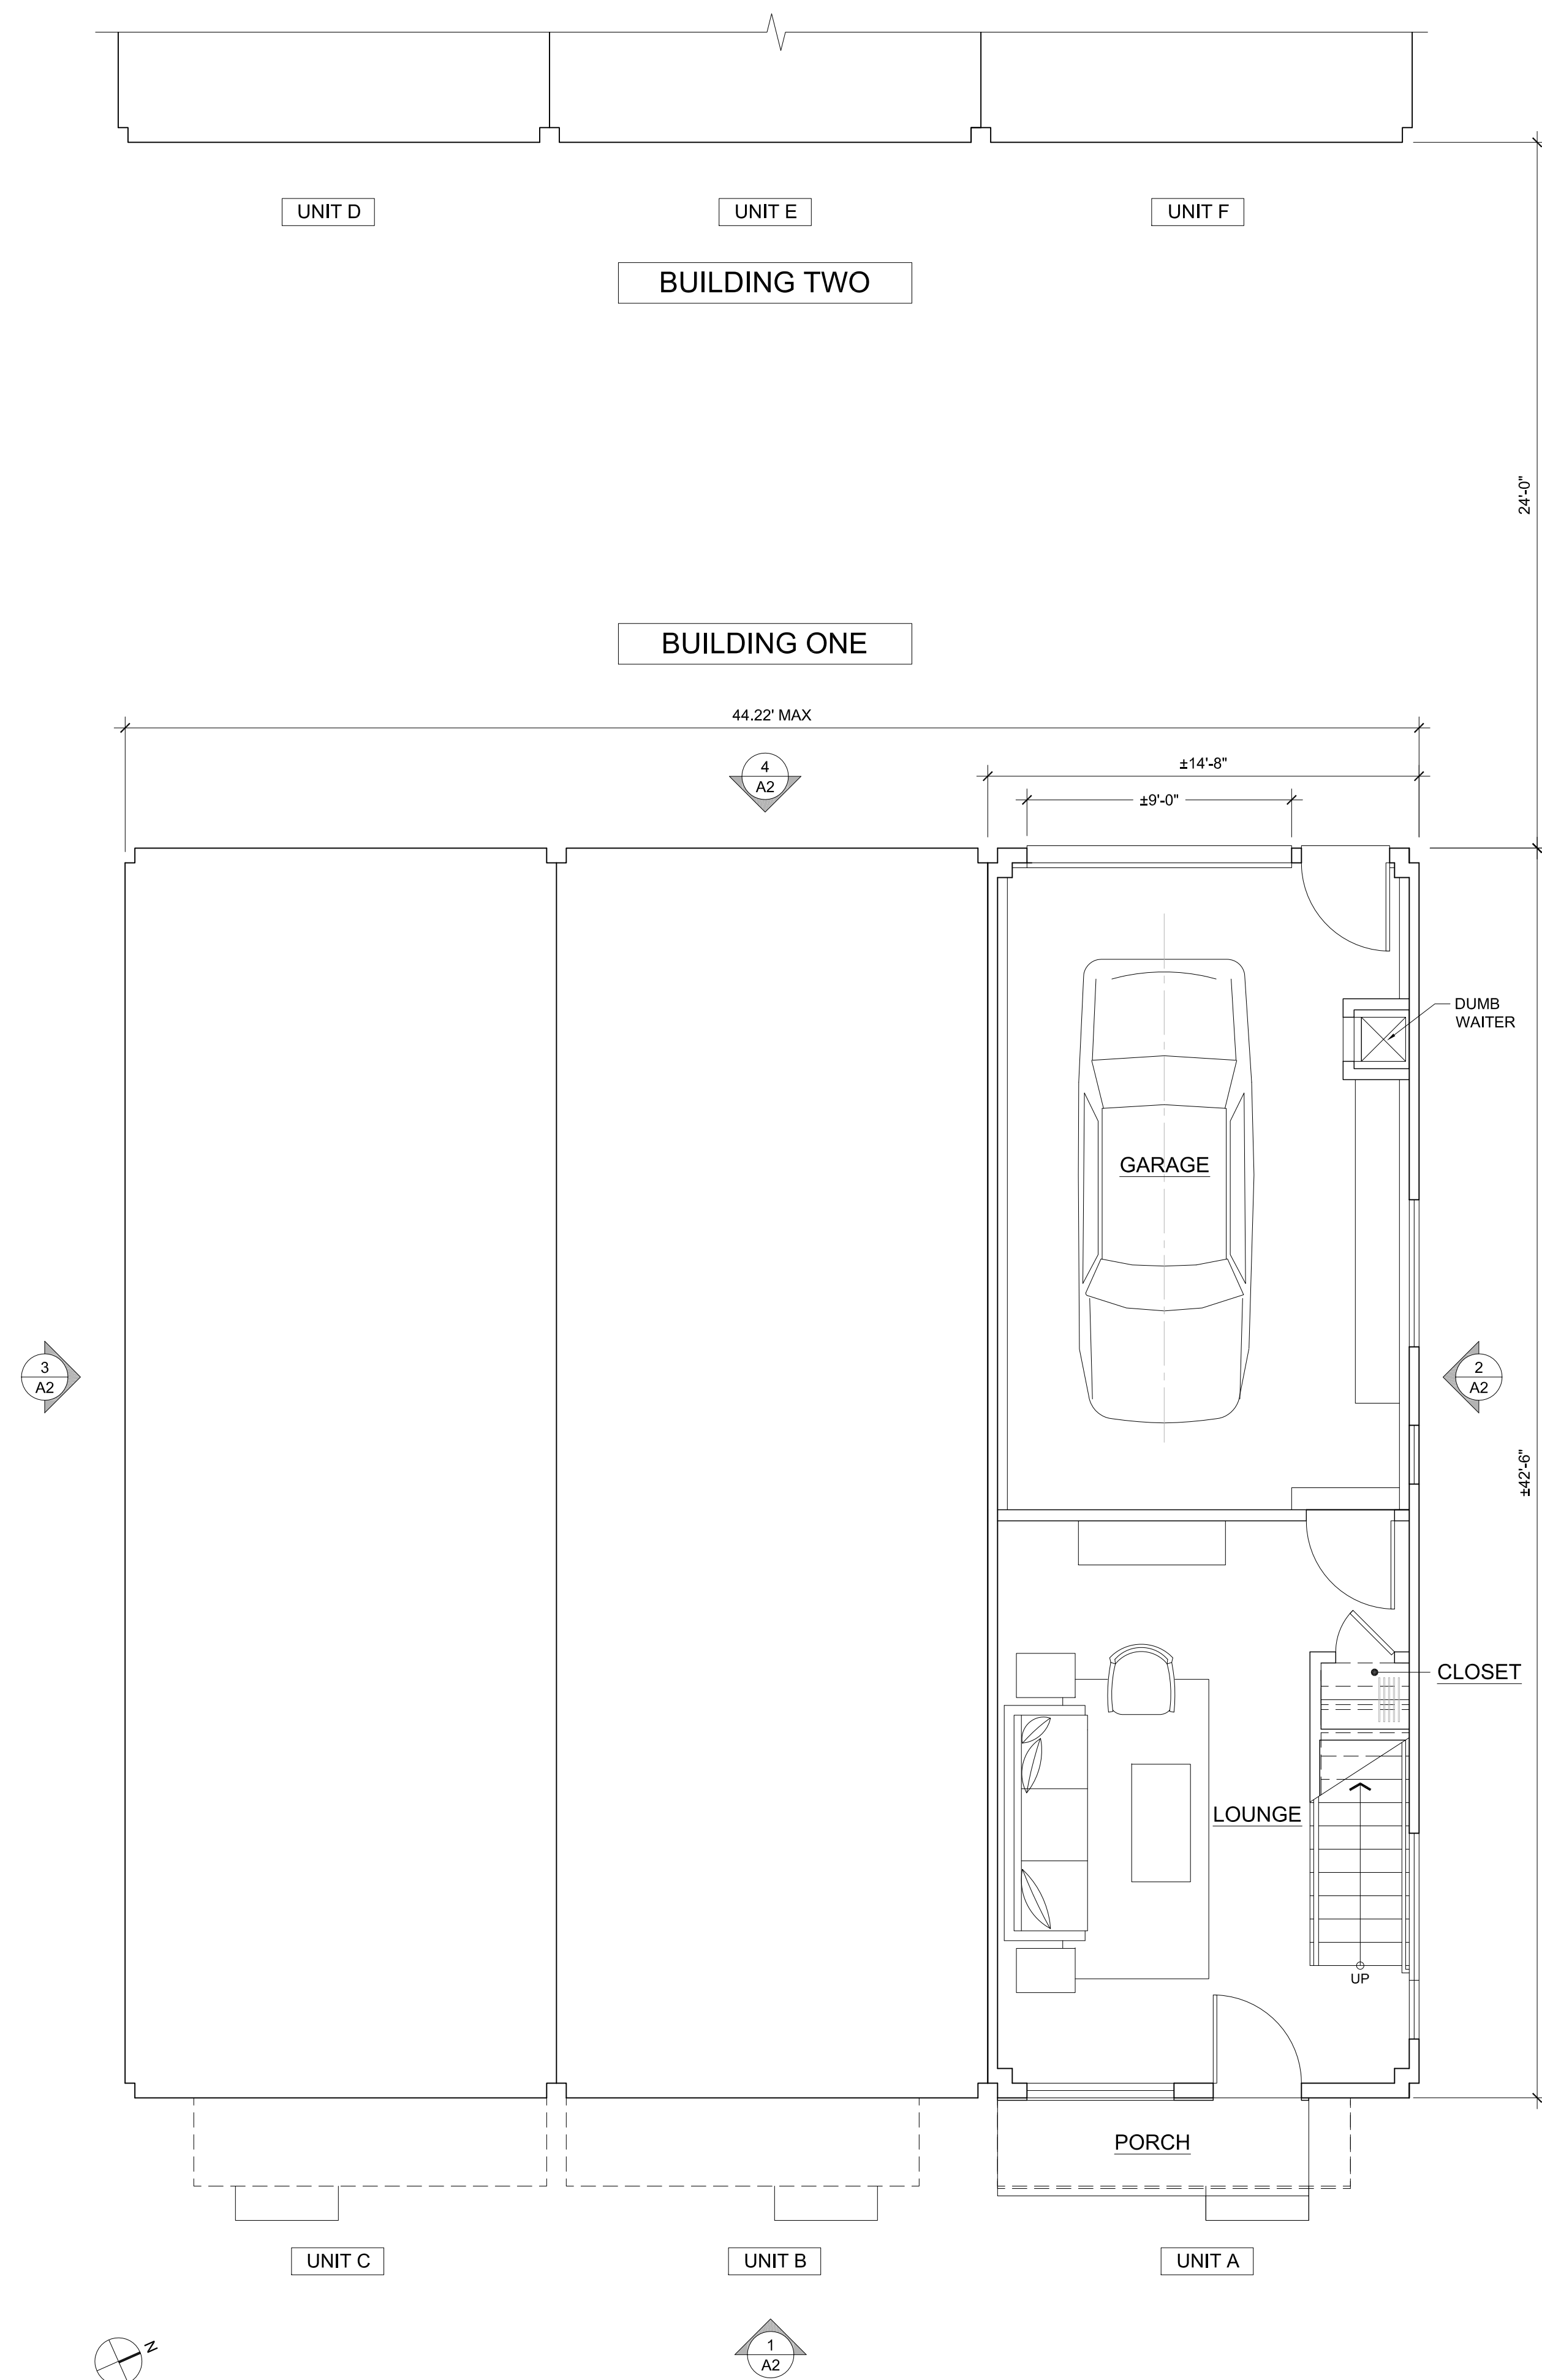 UNIT D
UNIT E
UNIT F
BUILDING TWO
24'-0"
BUILDING ONE
44.22' MAX
4
A2
±14'-8"
±9'-0"
DUMB
WAITER
GARAGE
3
A2
2
A2
±42'-6"
CLOSET
LOUNGE
UP
PORCH
UNIT C
UNIT B
UNIT A
N
1
A2